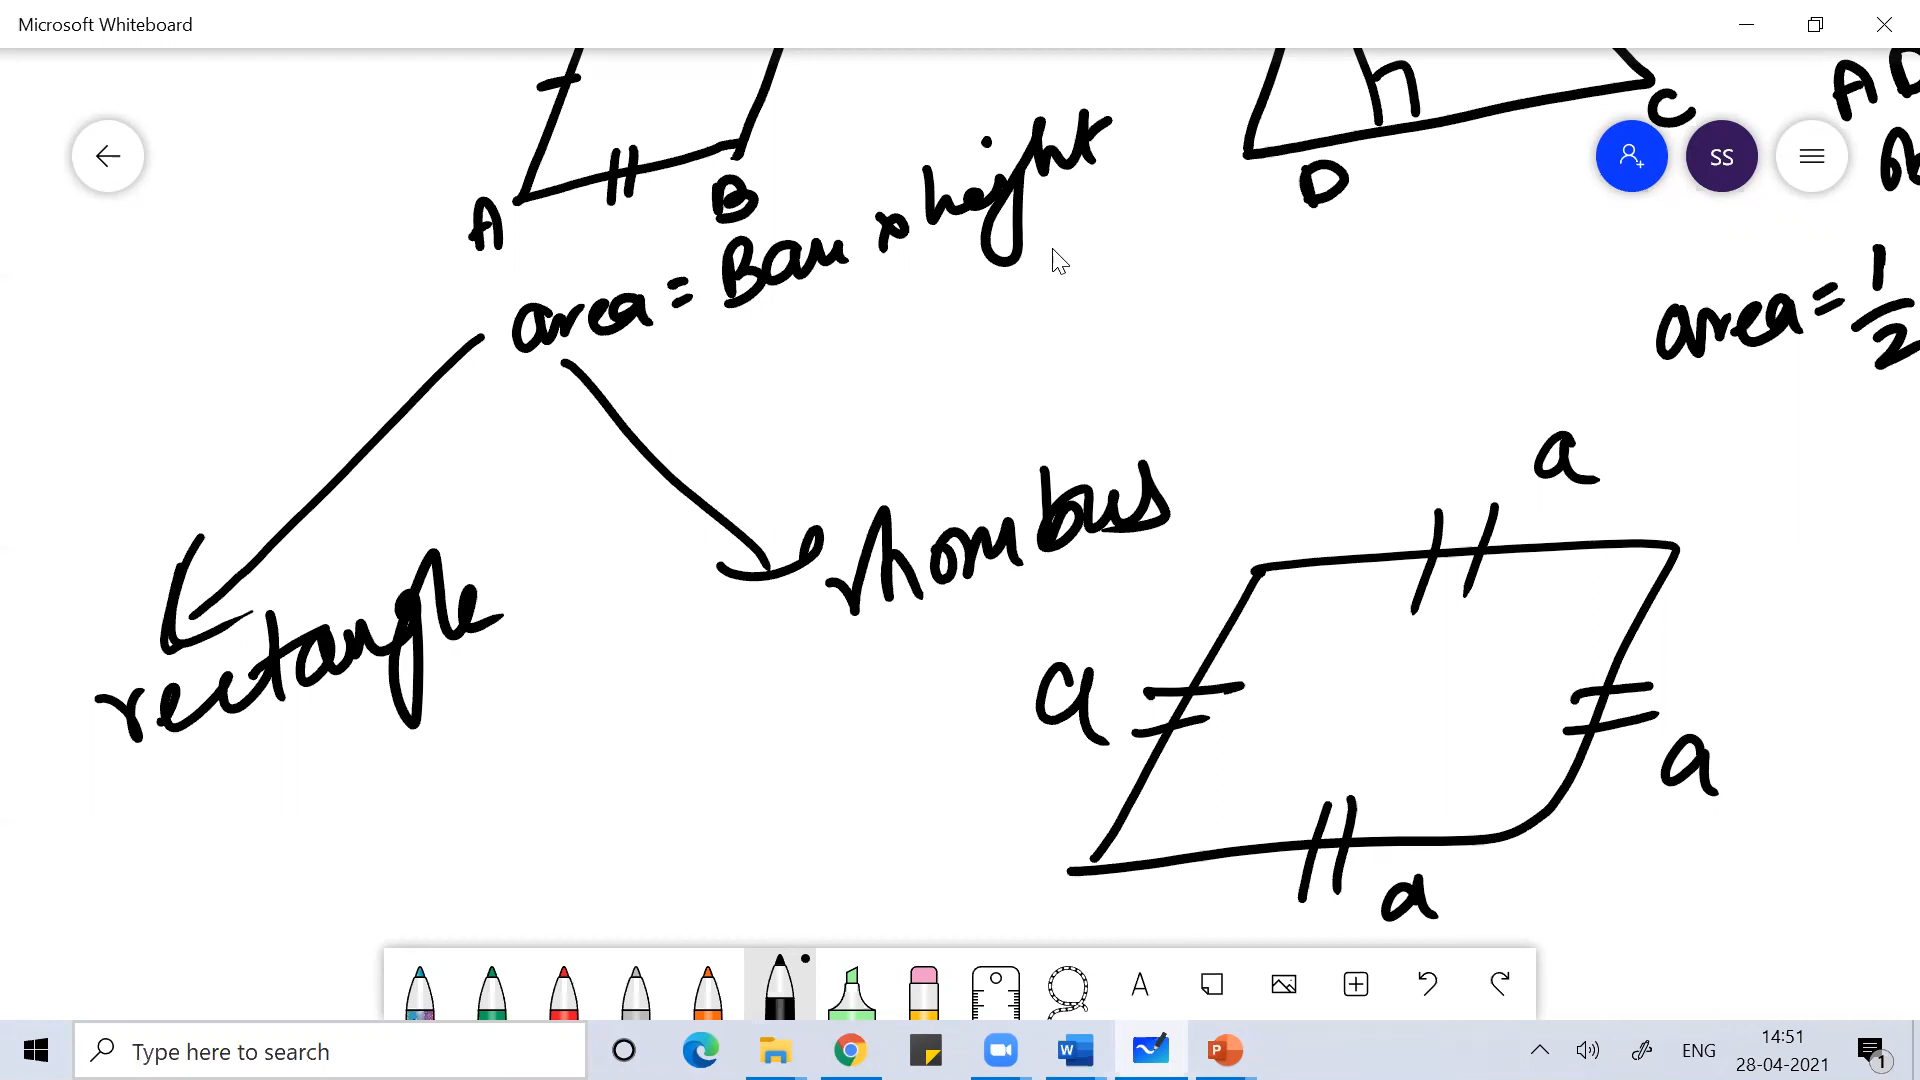 Microsoft Whiteboard
h
C
AD
D
SS
A
B
area = Base × height
area = 1/2
rectangle
rhombus
a
a
a
a
A
Type here to search
W
P
ENG
14:51
28-04-2021
1